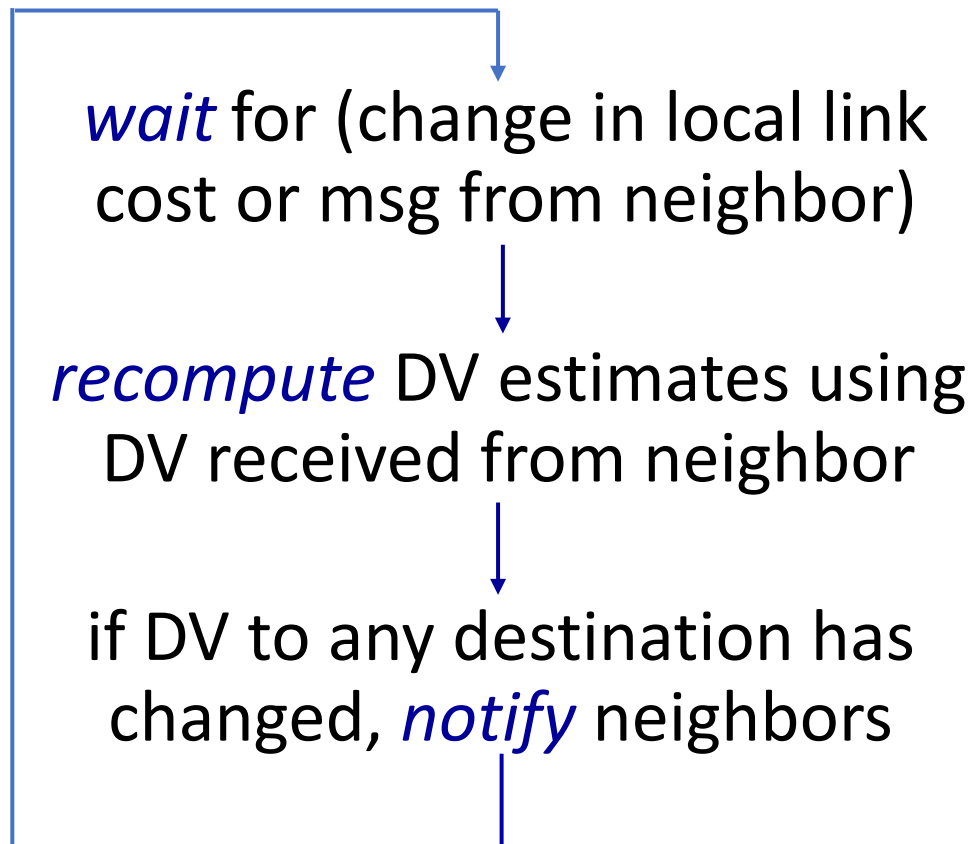 wait for (change in local link
cost or msg from neighbor)
recompute DV estimates using
DV received from neighbor
if DV to any destination has
changed, notify neighbors